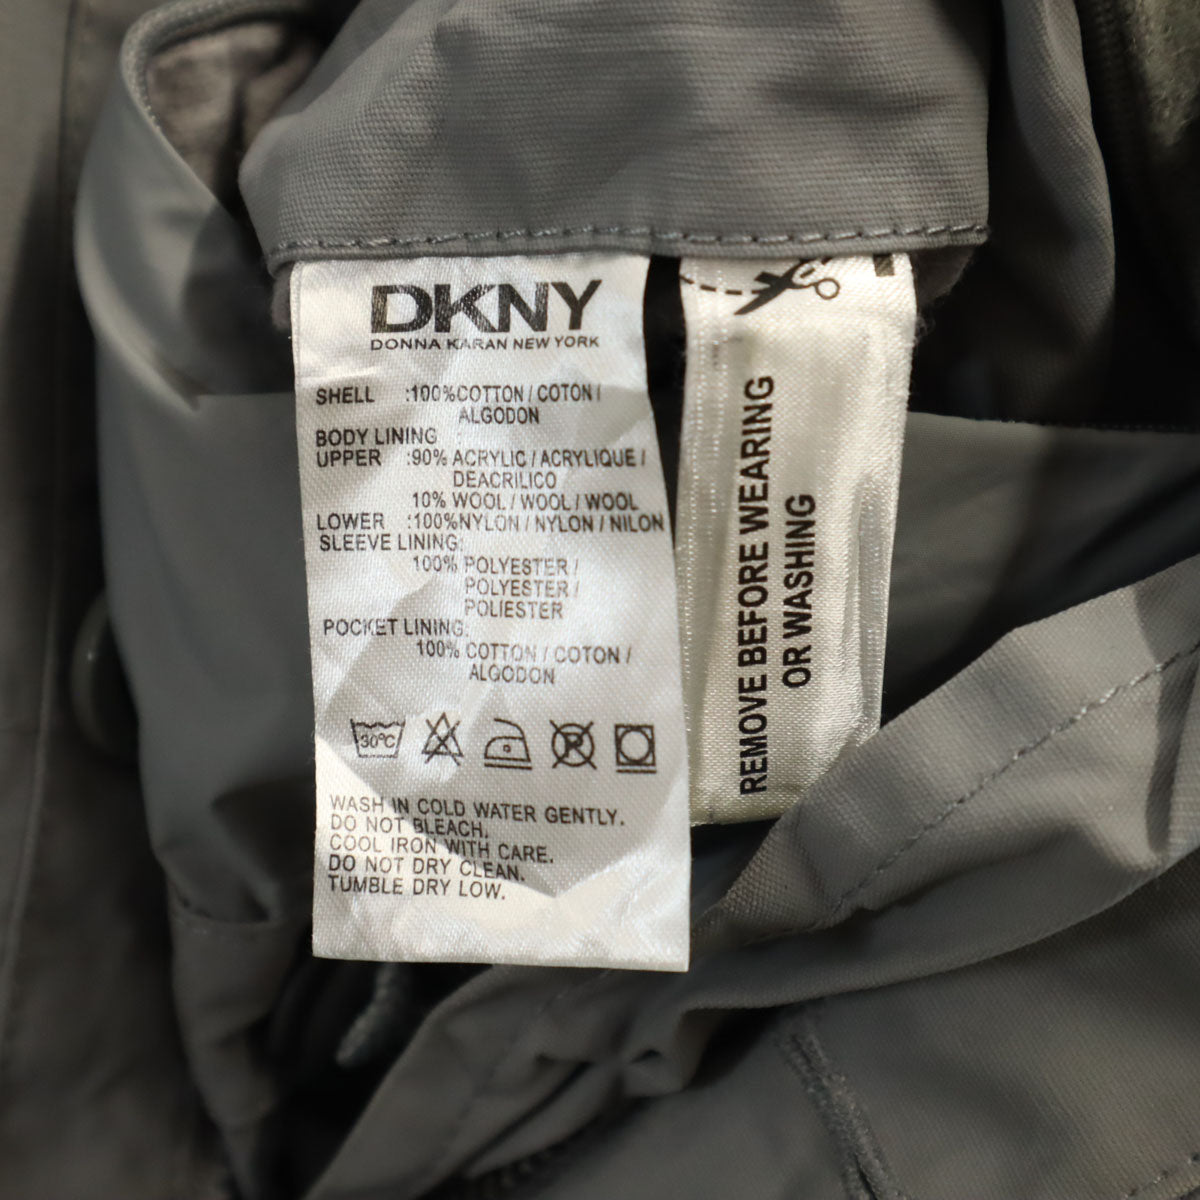 DKNY
DONNA KARAN NEW YORK
SHELL :100%COTTON / COTON /
ALGODON
BODY LINING :
UPPER :90% ACRYLIC / ACRYLIQUE /
DEACRILICO
10% WOOL / WOOL / WOOL
LOWER :100%NYLON / NYLON / NILON
SLEEVE LINING:
100% POLYESTER /
POLYESTER /
POLIESTER
POCKET LINING:
100% COTTON / COTON /
ALGODON
30°C
WASH IN COLD WATER GENTLY.
DO NOT BLEACH.
COOL IRON WITH CARE.
DO NOT DRY CLEAN.
TUMBLE DRY LOW.
REMOVE BEFORE WEARING
OR WASHING